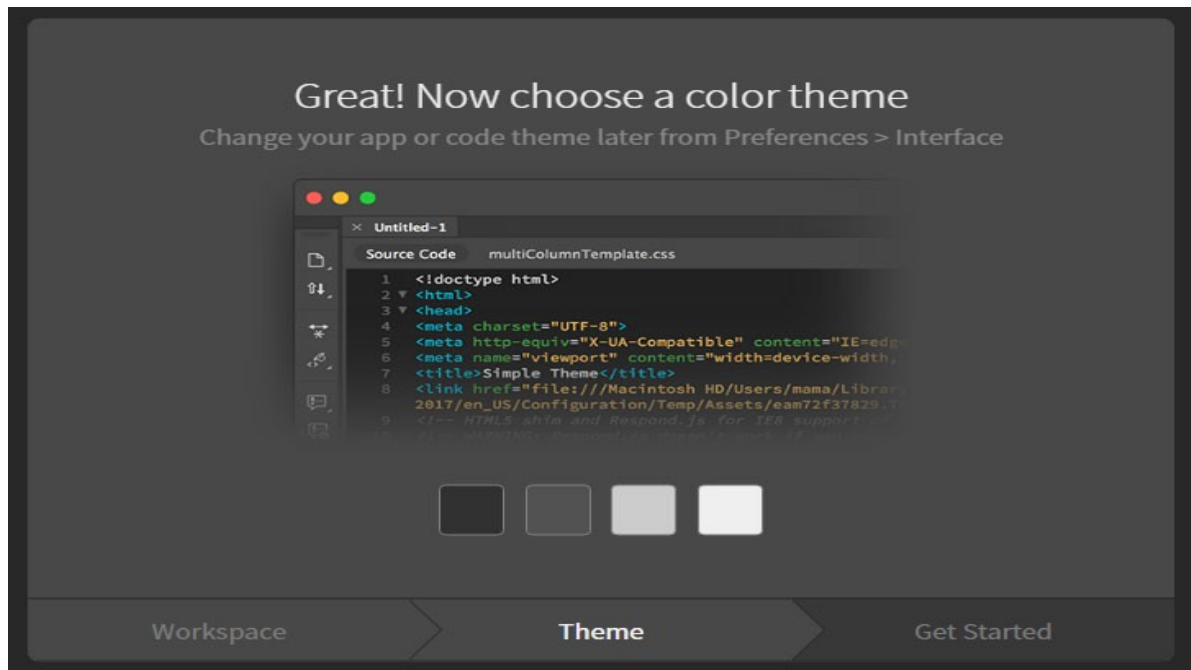 Great! Now choose a color theme
Change your app or code theme later from Preferences > Interface
× Untitled-1
Source Code multiColumnTemplate.css
1 <!doctype html>
2 ▼ <html>
3 ▼ <head>
4 <meta charset="UTF-8">
5 <meta http-equiv="X-UA-Compatible" content="IE=edge
6 <meta name="viewport" content="width=device-width,
7 <title>Simple Theme</title>
8 <link href="file:///Macintosh HD/Users/mama/Library
2017/en_US/Configuration/Temp/Assets/eam72f37829.
9 <!-- HTML5 shim and Respond.js for IE8 support of
Workspace
Theme
Get Started